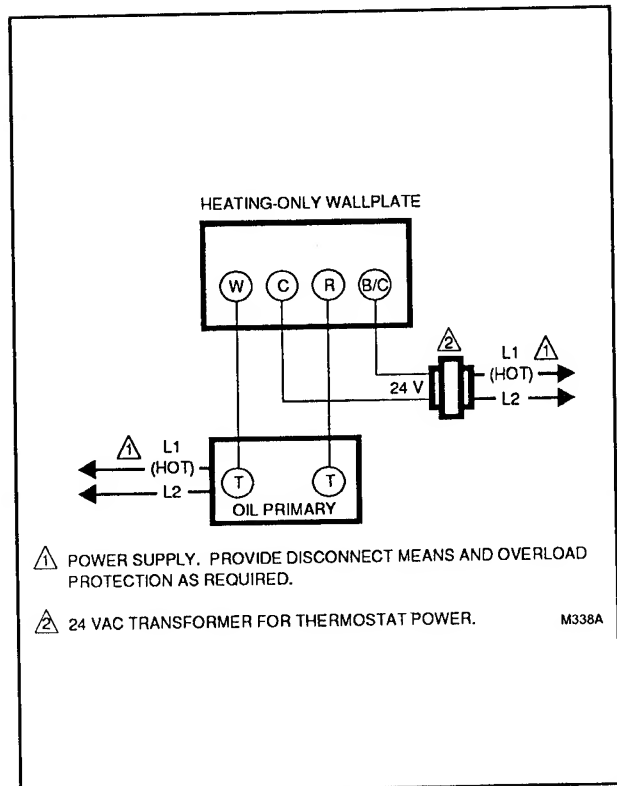 HEATING-ONLY WALLPLATE
W C R B/C
2
L1 1
24 V (HOT)
L2
1 L1
(HOT)
L2
T T
OIL PRIMARY
1 POWER SUPPLY. PROVIDE DISCONNECT MEANS AND OVERLOAD
PROTECTION AS REQUIRED.
2 24 VAC TRANSFORMER FOR THERMOSTAT POWER. M338A